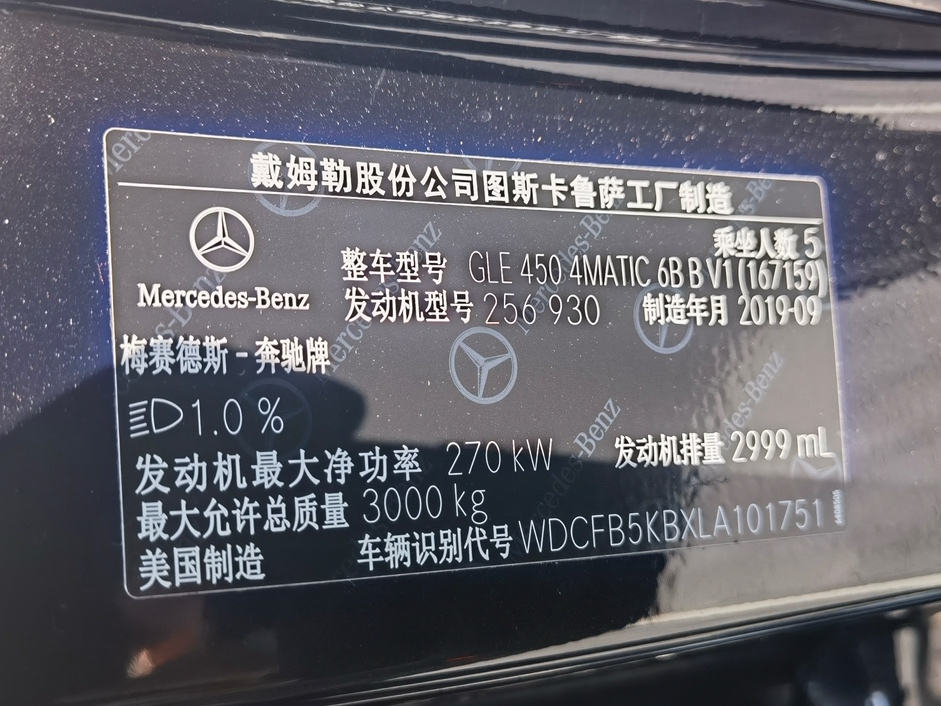 戴姆勒股份公司图斯卡鲁萨工厂制造
乘坐人数 5
整车型号 GLE 450 4MATIC 6B B V1 (167159)
Mercedes-Benz
发动机型号 256 930 制造年月 2019-09
梅赛德斯-奔驰牌
1.0 %
发动机最大净功率 270 kW 发动机排量 2999 mL
最大允许总质量 3000 kg
美国制造 车辆识别代号 WDCFB5KBXLA101751